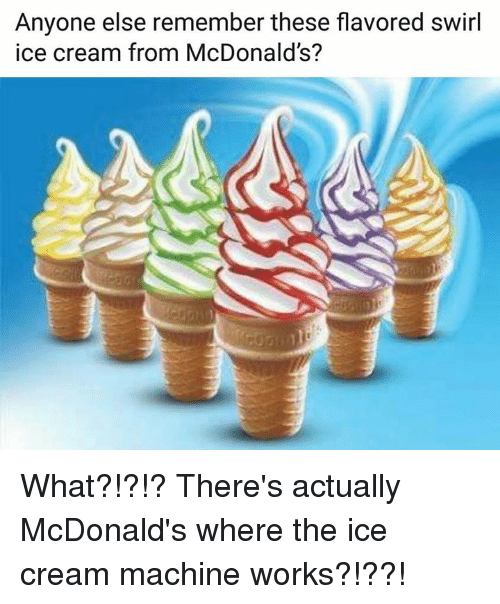 Anyone else remember these flavored swirl
ice cream from McDonald's?
What?!?!? There's actually
McDonald's where the ice
cream machine works?!??!